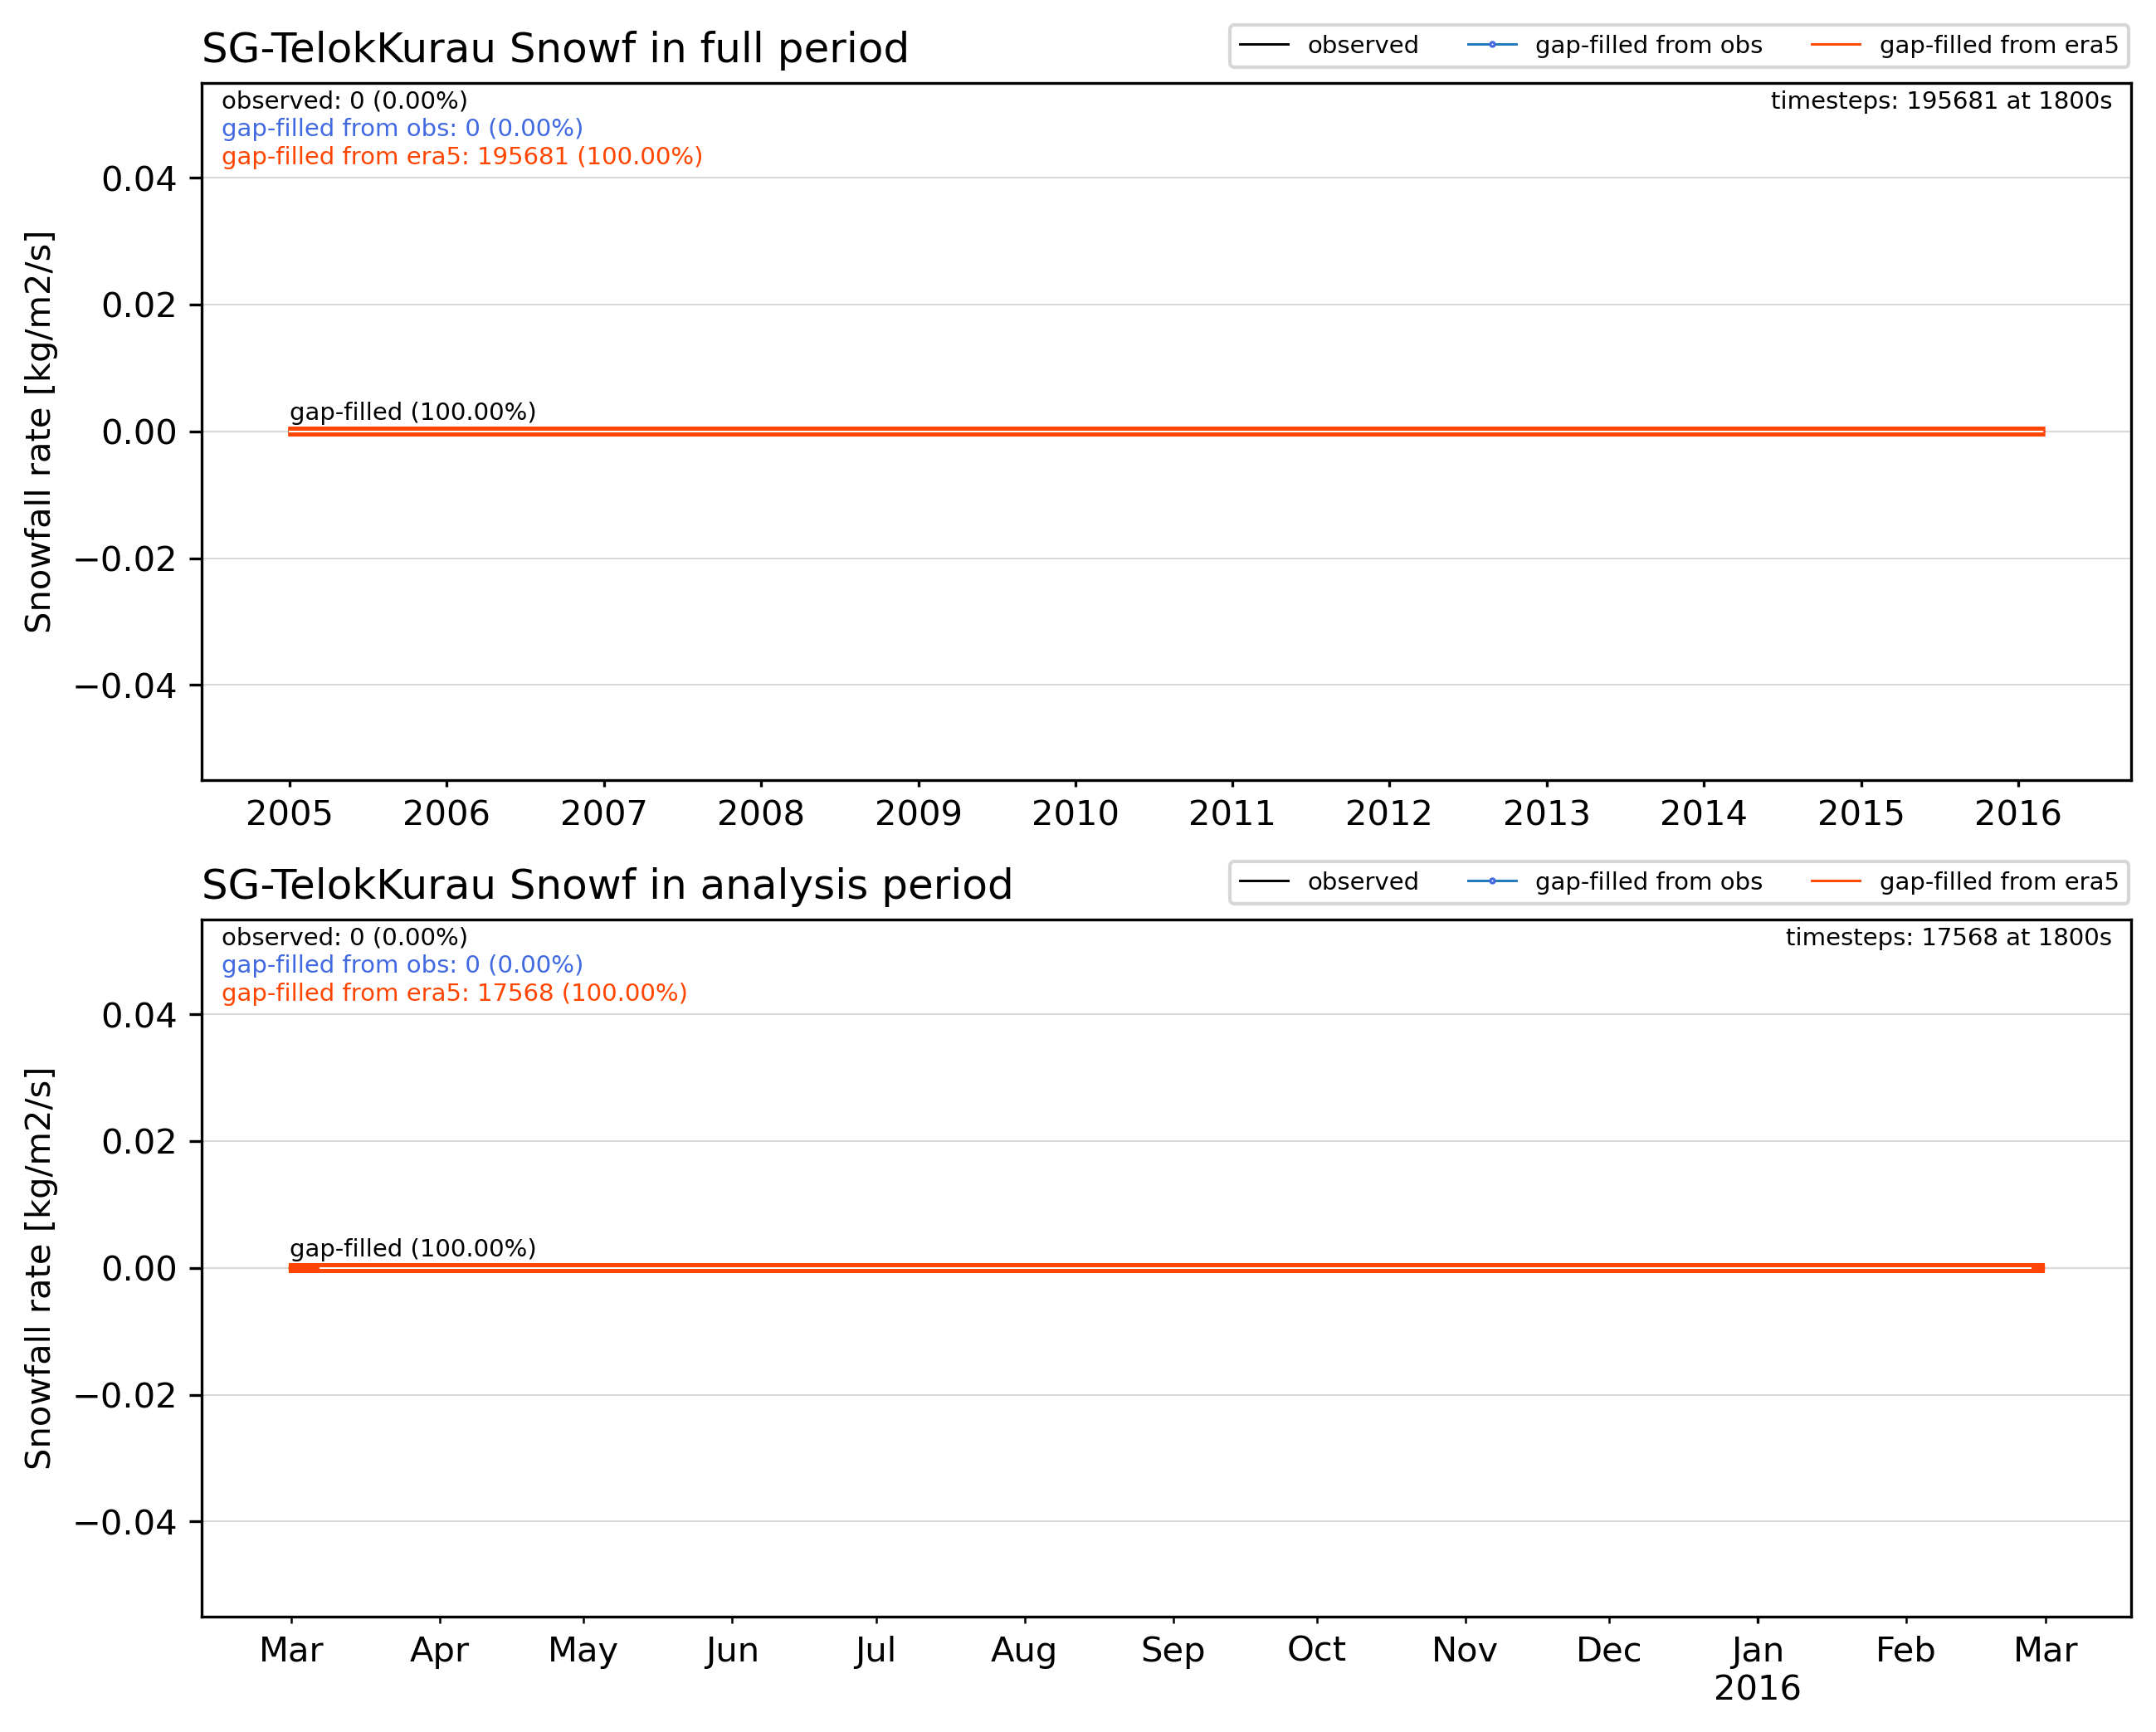 SG-TelokKurau Snowf in full period
observed
gap-filled from obs
gap-filled from era5
observed: 0 (0.00%)
timesteps: 195681 at 1800s
gap-filled from obs: 0 (0.00%)
gap-filled from era5: 195681 (100.00%)
Snowfall rate [kg/m2/s]
0.04
0.02
gap-filled (100.00%)
0.00
−0.02
−0.04
2005 2006 2007 2008 2009 2010 2011 2012 2013 2014 2015 2016
SG-TelokKurau Snowf in analysis period
observed
gap-filled from obs
gap-filled from era5
observed: 0 (0.00%)
timesteps: 17568 at 1800s
gap-filled from obs: 0 (0.00%)
gap-filled from era5: 17568 (100.00%)
Snowfall rate [kg/m2/s]
0.04
0.02
gap-filled (100.00%)
0.00
−0.02
−0.04
Mar Apr May Jun Jul Aug Sep Oct Nov Dec Jan Feb Mar
2016